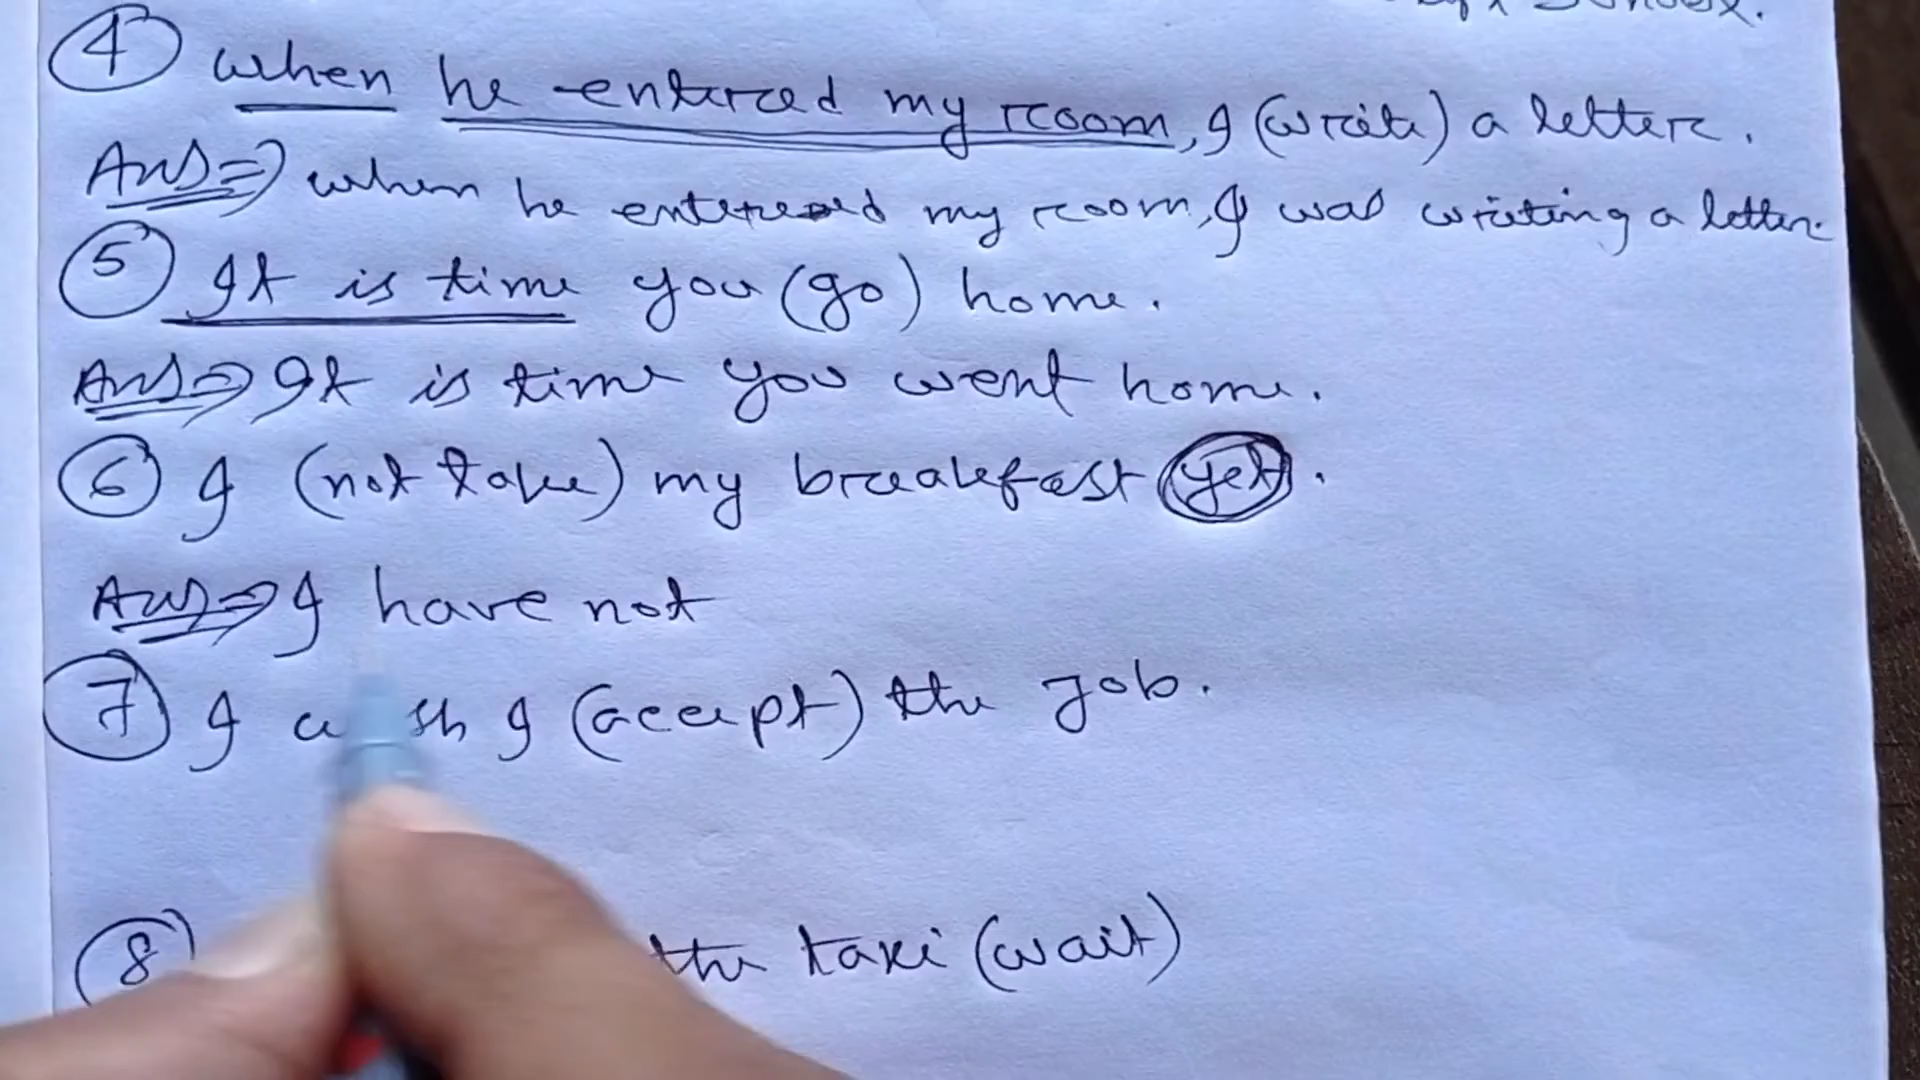 ④ When he entered my room, I (write) a letter.
Ans⇒ When he entered my room, I was writing a letter.
⑤ It is time you (go) home.
Ans⇒ It is time you went home.
⑥ I (not take) my breakfast yet.
Ans⇒ I have not
⑦ I wish I (accept) the job.
⑧ the taxi (wait)